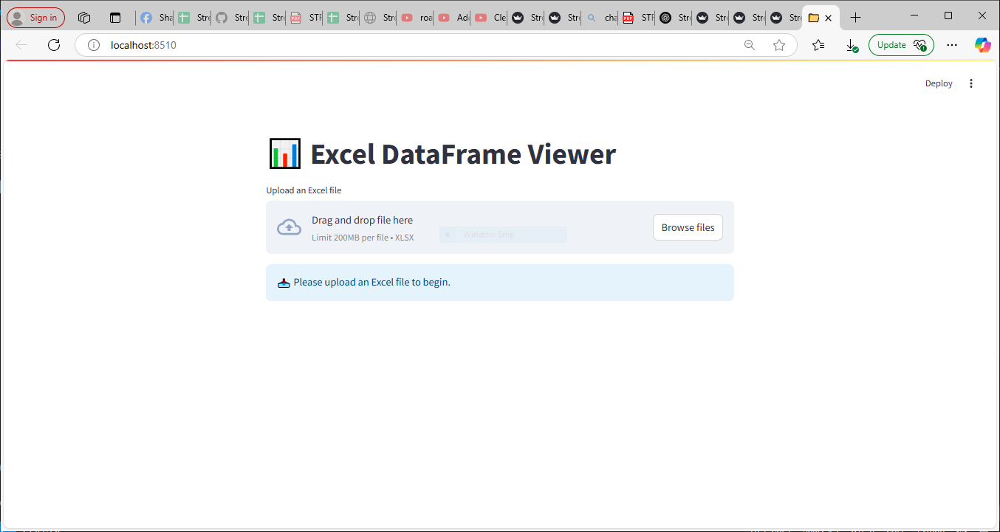 Sign in
Sha
Stre
Stre
Stre
STF
Stre
Stre
roa
Ad
Cle
Stre
Stre
cha
STF
Stre
Stre
Stre
Stre
localhost:8510
Update
Deploy
Excel DataFrame Viewer
Upload an Excel file
Drag and drop file here
Limit 200MB per file • XLSX
Window Snip
Browse files
Please upload an Excel file to begin.